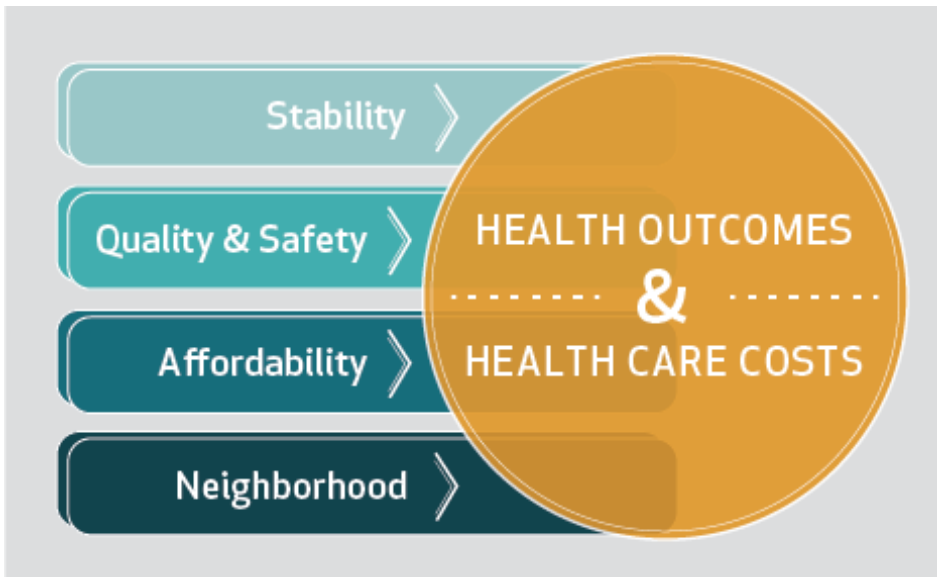 Stability
Quality & Safety
Affordability
Neighborhood
HEALTH OUTCOMES
&
HEALTH CARE COSTS